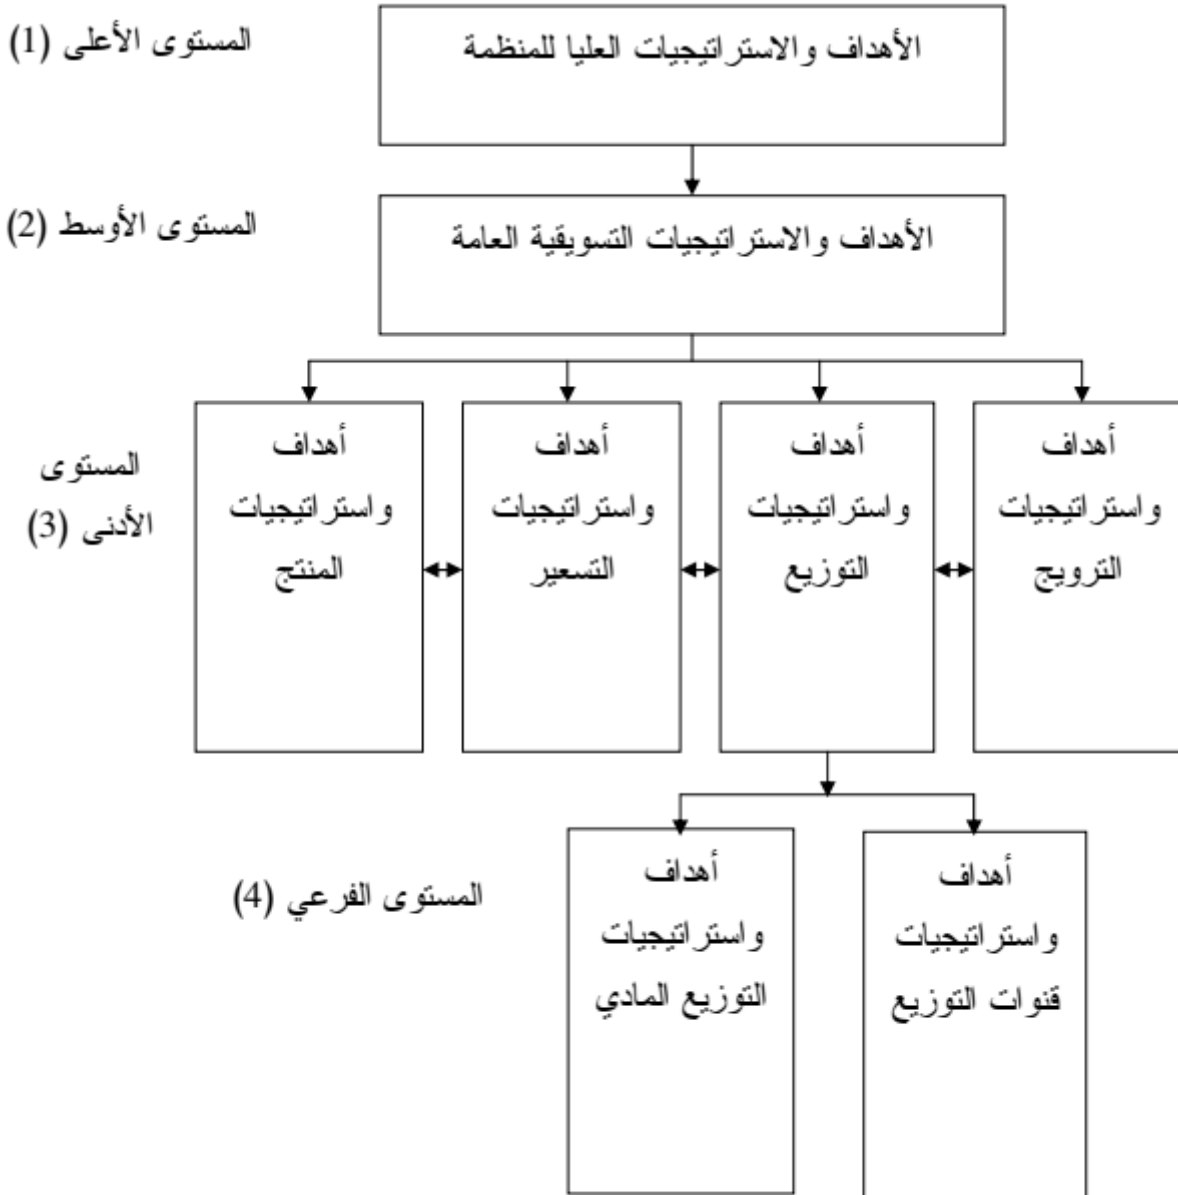 المستوى الأعلى (1)
الأهداف والاستراتيجيات العليا للمنظمة
المستوى الأوسط (2)
الأهداف والاستراتيجيات التسويقية العامة
المستوى
الأدنى (3)
أهداف
واستراتيجيات
المنتج
أهداف
واستراتيجيات
التسعير
أهداف
واستراتيجيات
التوزيع
أهداف
واستراتيجيات
الترويج
المستوى الفرعي (4)
أهداف
واستراتيجيات
التوزيع المادي
أهداف
واستراتيجيات
قنوات التوزيع